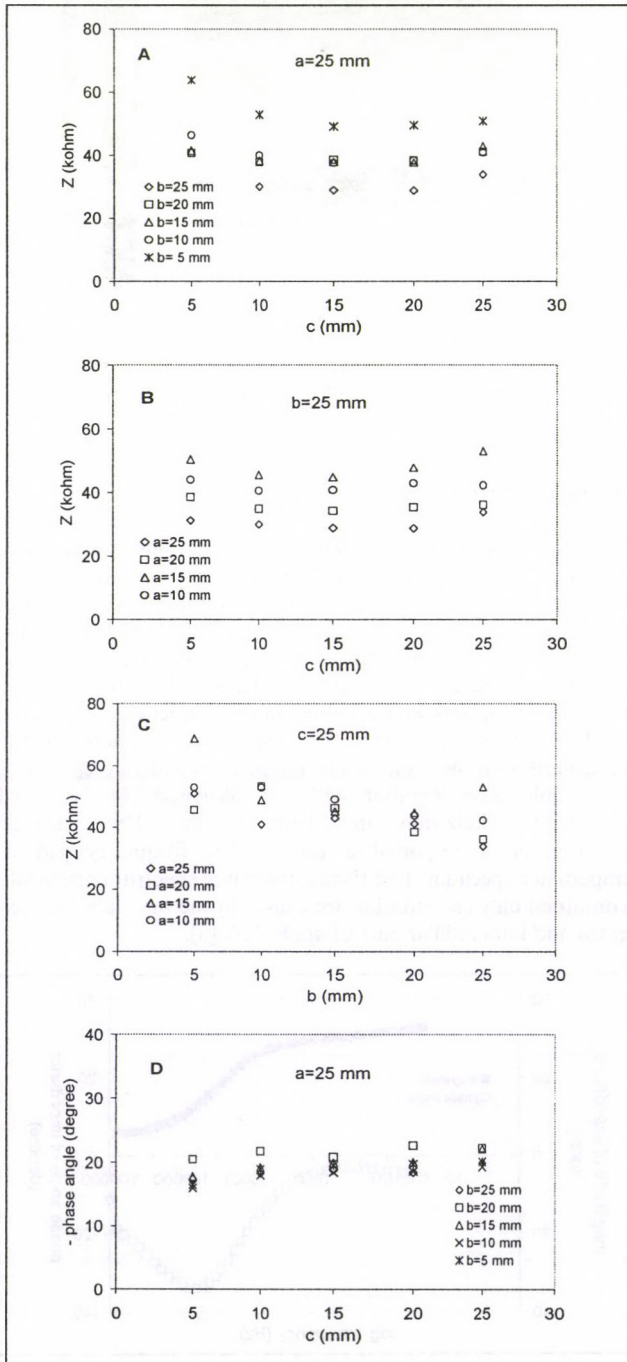 A
a=25 mm
80
60
40
20
0
Z (kohm)
b=25 mm
b=20 mm
b=15 mm
b=10 mm
b= 5 mm
0 5 10 15 20 25 30
c (mm)
B
b=25 mm
80
60
40
20
0
Z (kohm)
a=25 mm
a=20 mm
a=15 mm
a=10 mm
0 5 10 15 20 25 30
c (mm)
C
c=25 mm
80
60
40
20
0
Z (kohm)
a=25 mm
a=20 mm
a=15 mm
a=10 mm
0 5 10 15 20 25 30
b (mm)
D
a=25 mm
40
30
20
10
0
- phase angle (degree)
b=25 mm
b=20 mm
b=15 mm
b=10 mm
b=5 mm
0 5 10 15 20 25 30
c (mm)